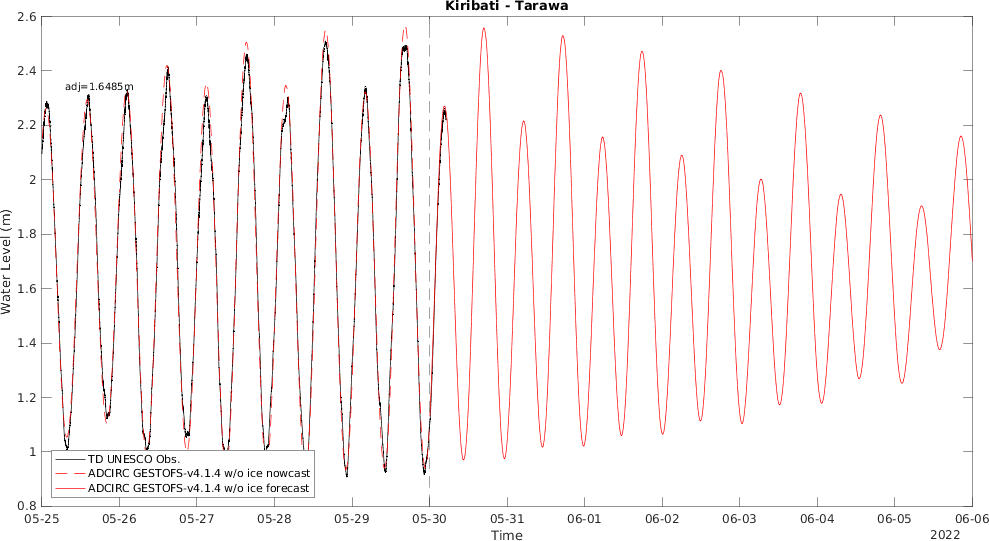 Kiribati - Tarawa
2.6
2.4
2.2
2
1.8
1.6
1.4
1.2
1
0.8
Water Level (m)
adj=1.6485m
TD UNESCO Obs.
ADCIRC GESTOFS-v4.1.4 w/o ice nowcast
ADCIRC GESTOFS-v4.1.4 w/o ice forecast
05-25 05-26 05-27 05-28 05-29 05-30 05-31 06-01 06-02 06-03 06-04 06-05 06-06
Time
2022